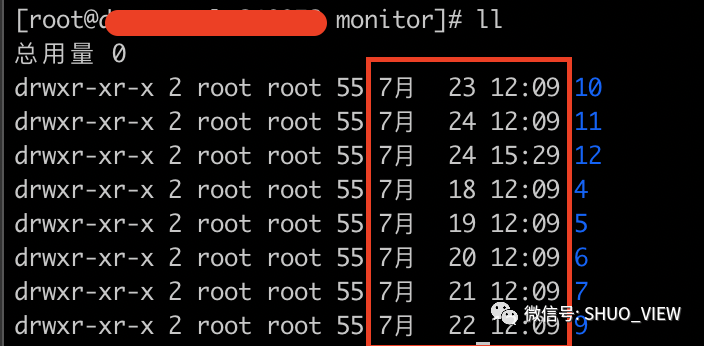 [root@d monitor]# ll
总用量 0
drwxr-xr-x 2 root root 55 7月 23 12:09 10
drwxr-xr-x 2 root root 55 7月 24 12:09 11
drwxr-xr-x 2 root root 55 7月 24 15:29 12
drwxr-xr-x 2 root root 55 7月 18 12:09 4
drwxr-xr-x 2 root root 55 7月 19 12:09 5
drwxr-xr-x 2 root root 55 7月 20 12:09 6
drwxr-xr-x 2 root root 55 7月 21 12:09 7
drwxr-xr-x 2 root root 55 7月 22 12:09 9
微信号: SHUO_VIEW